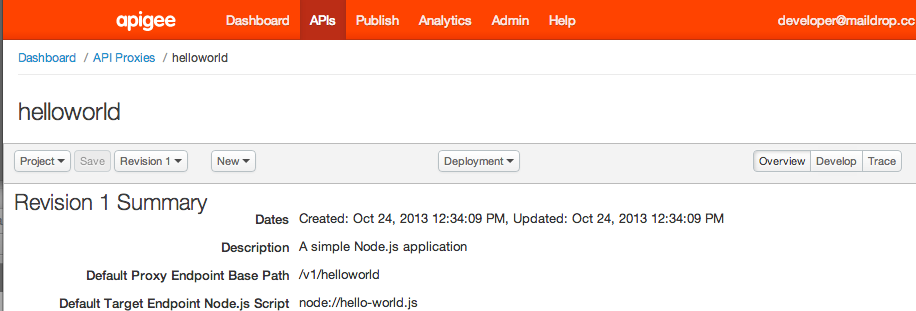 apigee Dashboard APIs Publish Analytics Admin Help developer@maildrop.cc
Dashboard / API Proxies / helloworld
helloworld
Project Save Revision 1 New Deployment Overview Develop Trace
Revision 1 Summary
Dates Created: Oct 24, 2013 12:34:09 PM, Updated: Oct 24, 2013 12:34:09 PM
Description A simple Node.js application
Default Proxy Endpoint Base Path /v1/helloworld
Default Target Endpoint Node.js Script node://hello-world.js